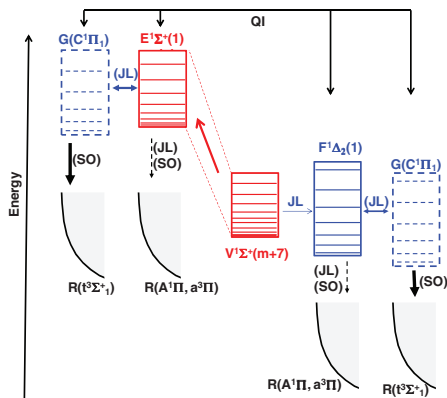 QI
G(C¹Π₁)
E¹Σ⁺(1)
(JL)
(SO)
(JL)
(SO)
F¹Δ₂(1)
G(C¹Π₁)
JL
(JL)
V¹Σ⁺(m+7)
(JL)
(SO)
(SO)
R(t³Σ⁺₁)
R(A¹Π, a³Π)
R(A¹Π, a³Π)
R(t³Σ⁺₁)
Energy